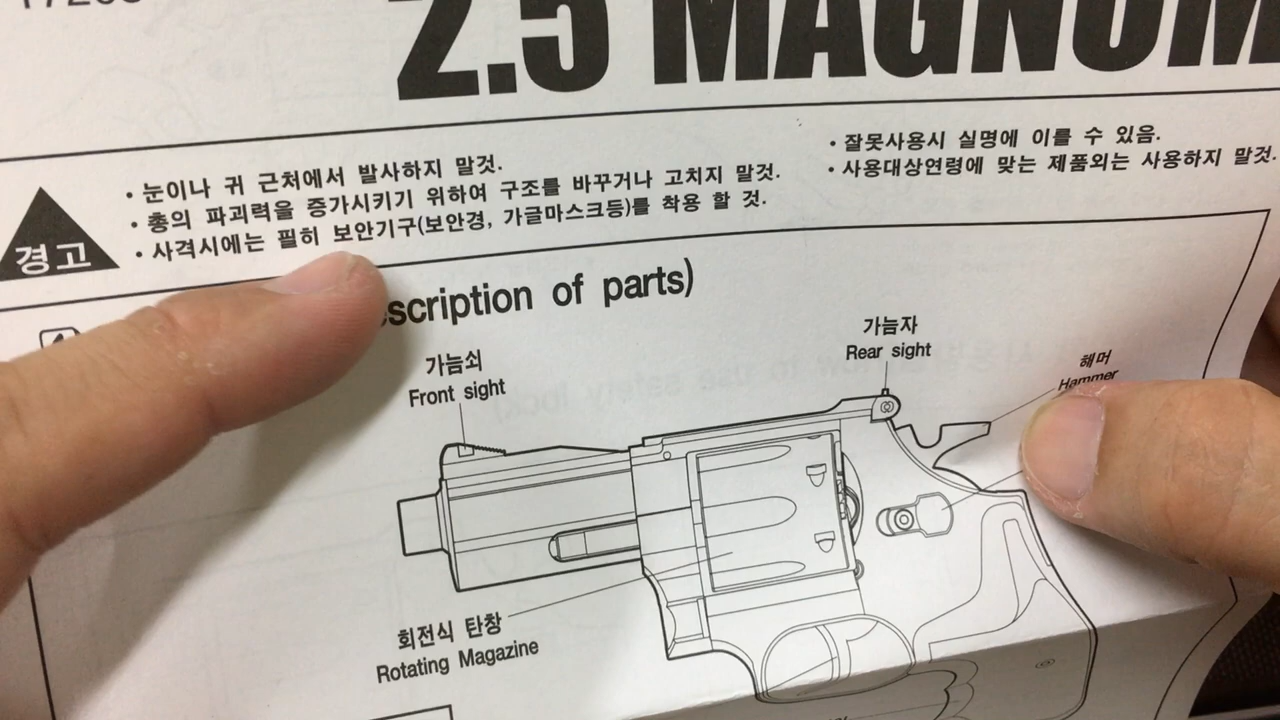 2.5 MAGNUM
경고
• 눈이나 귀 근처에서 발사하지 말것.
• 총의 파괴력을 증가시키기 위하여 구조를 바꾸거나 고치지 말것.
• 사격시에는 필히 보안기구(보안경, 가글마스크등)를 착용 할 것.
• 잘못사용시 실명에 이를 수 있음.
• 사용대상연령에 맞는 제품외는 사용하지 말것.
scription of parts)
가늠쇠
Front sight
가늠자
Rear sight
헤머
Hammer
회전식 탄창
Rotating Magazine